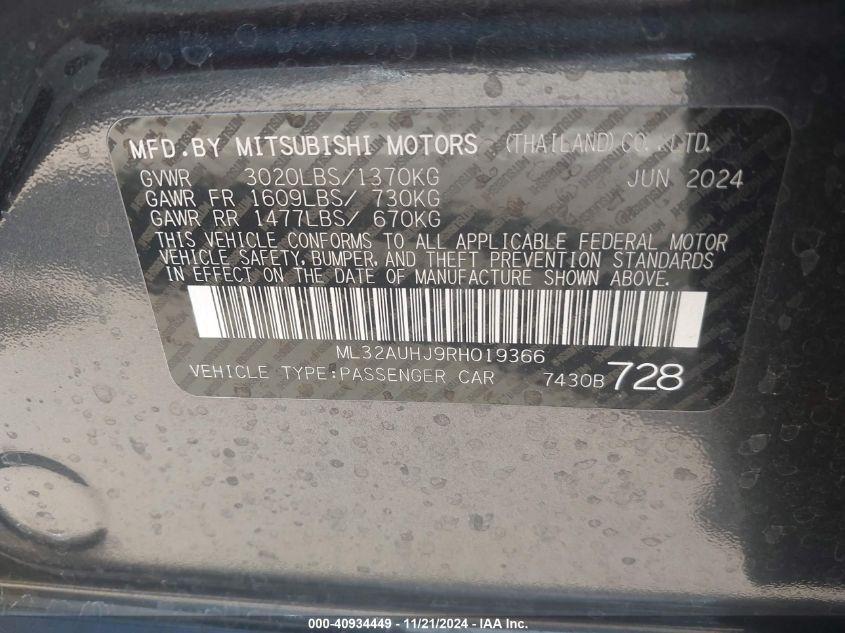 MFD.BY MITSUBISHI MOTORS (THAILAND) CO.,LTD.
GVWR 3020LBS/1370KG JUN 2024
GAWR FR 1609LBS/ 730KG
GAWR RR 1477LBS/ 670KG
THIS VEHICLE CONFORMS TO ALL APPLICABLE FEDERAL MOTOR
VEHICLE SAFETY, BUMPER, AND THEFT PREVENTION STANDARDS
IN EFFECT ON THE DATE OF MANUFACTURE SHOWN ABOVE.
ML32AUHJ9RH019366
VEHICLE TYPE:PASSENGER CAR 7430B 728
000-40934449 - 11/21/2024 - IAA Inc.